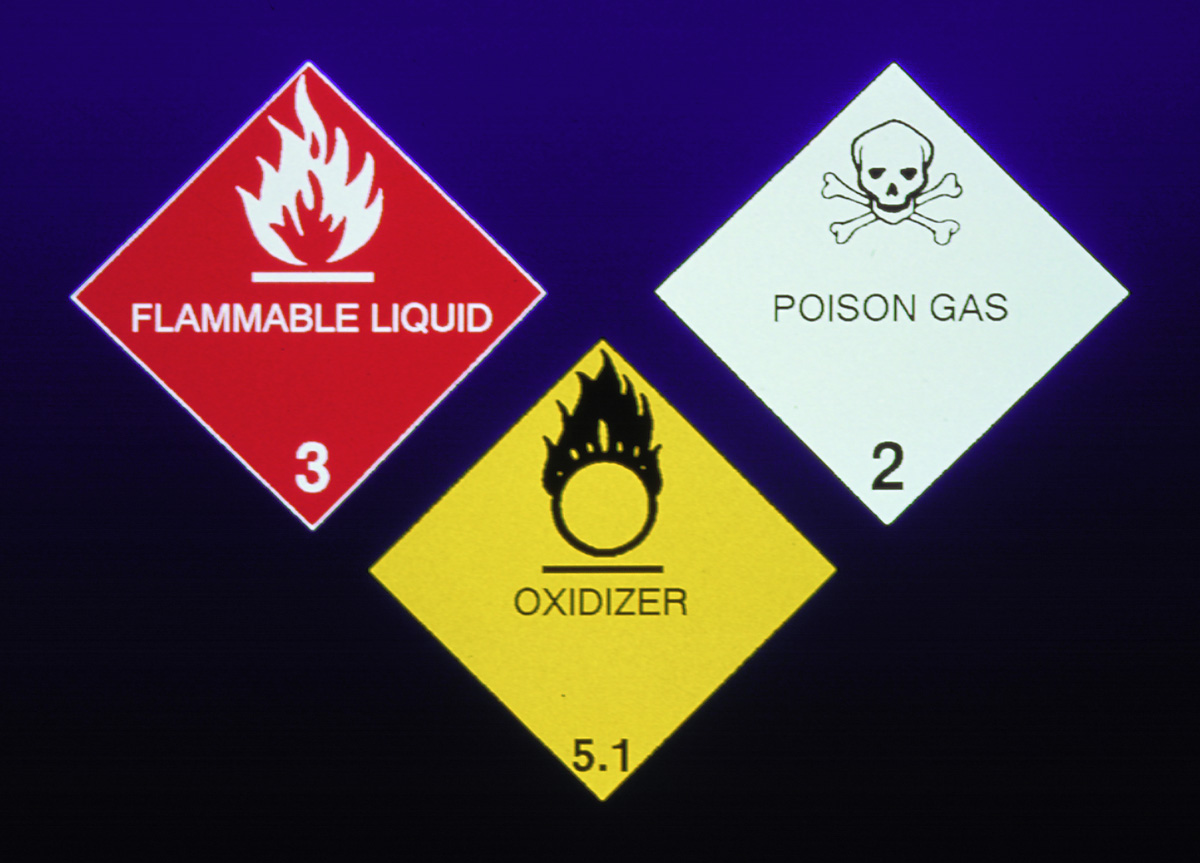 FLAMMABLE LIQUID
3
POISON GAS
2
OXIDIZER
5.1